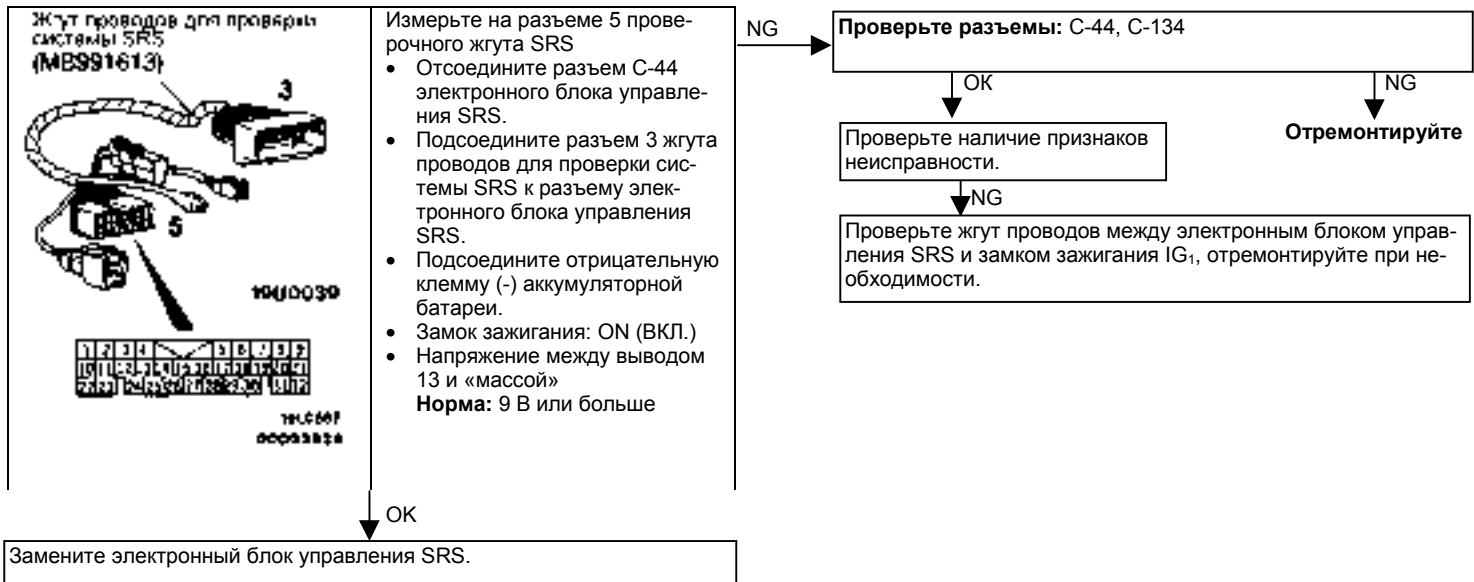 Жгут проводов для проверки
системы SRS
(MB991613)
3
5
19U0039
Измерьте на разъеме 5 прове-
рочного жгута SRS
• Отсоедините разъем C-44
электронного блока управле-
ния SRS.
• Подсоедините разъем 3 жгута
проводов для проверки сис-
темы SRS к разъему элек-
тронного блока управления
SRS.
• Подсоедините отрицательную
клемму (-) аккумуляторной
батареи.
• Замок зажигания: ON (ВКЛ.)
• Напряжение между выводом
13 и «массой»
Норма: 9 В или больше
NG
Проверьте разъемы: C-44, C-134
OK
NG
Проверьте наличие признаков
неисправности.
Отремонтируйте
NG
Проверьте жгут проводов между электронным блоком управ-
ления SRS и замком зажигания IG₁, отремонтируйте при не-
обходимости.
OK
Замените электронный блок управления SRS.